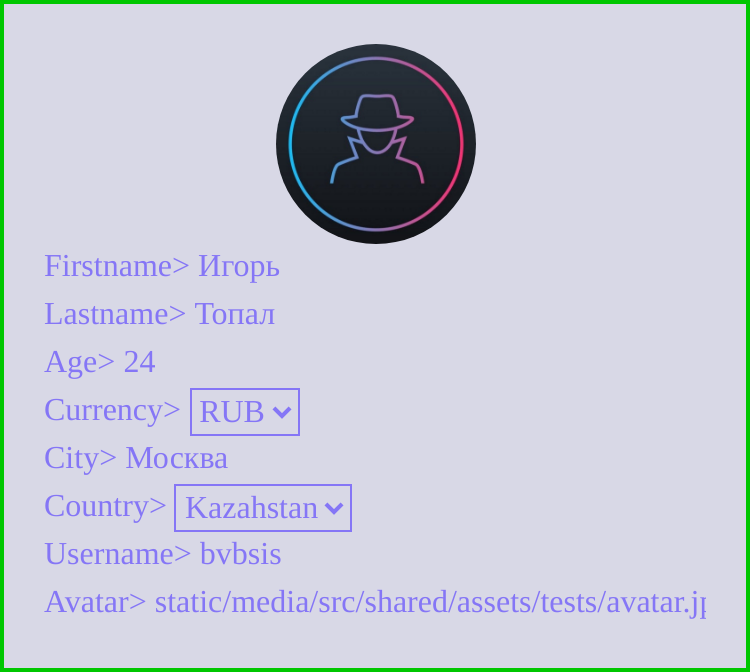 Firstname> Игорь
Lastname> Топал
Age> 24
Currency> RUB
City> Москва
Country> Kazahstan
Username> bvbsis
Avatar> static/media/src/shared/assets/tests/avatar.j